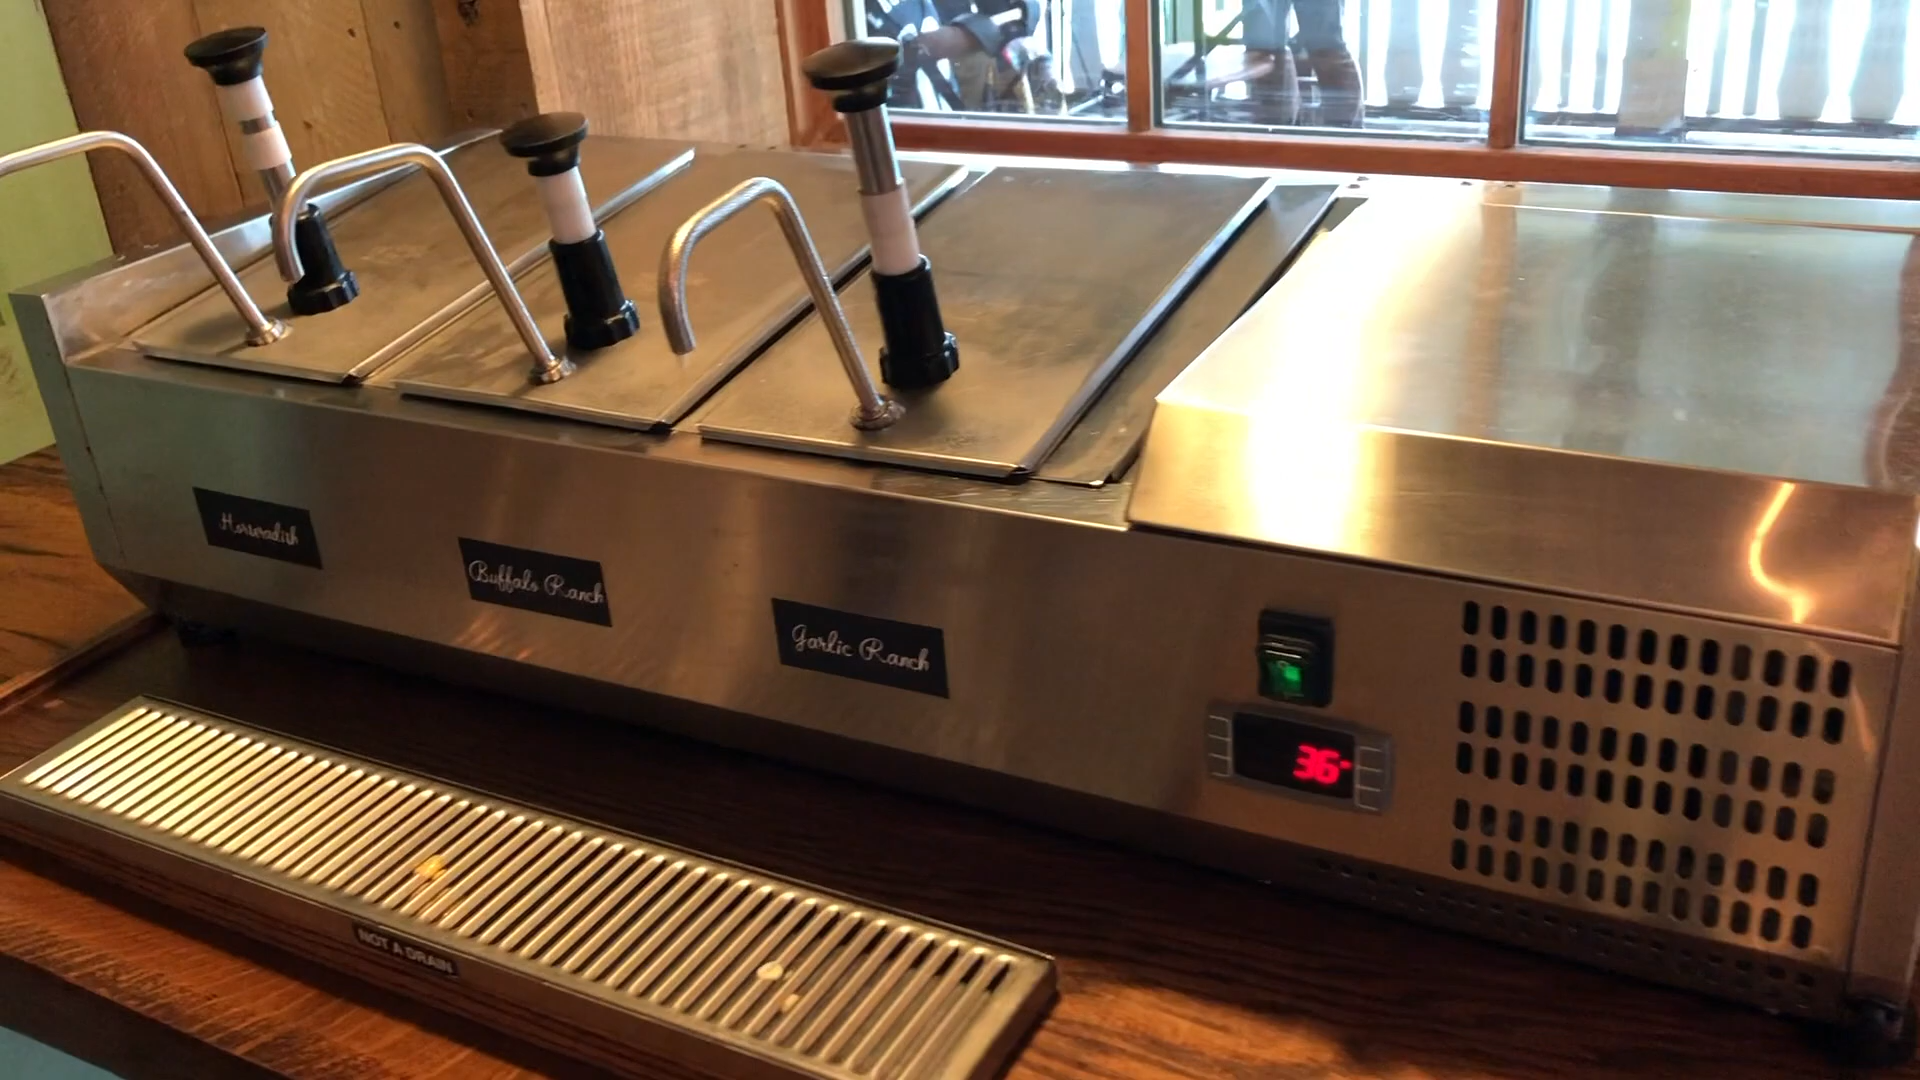 Horseradish
Buffalo Ranch
Garlic Ranch
36°
NOT A DRAIN